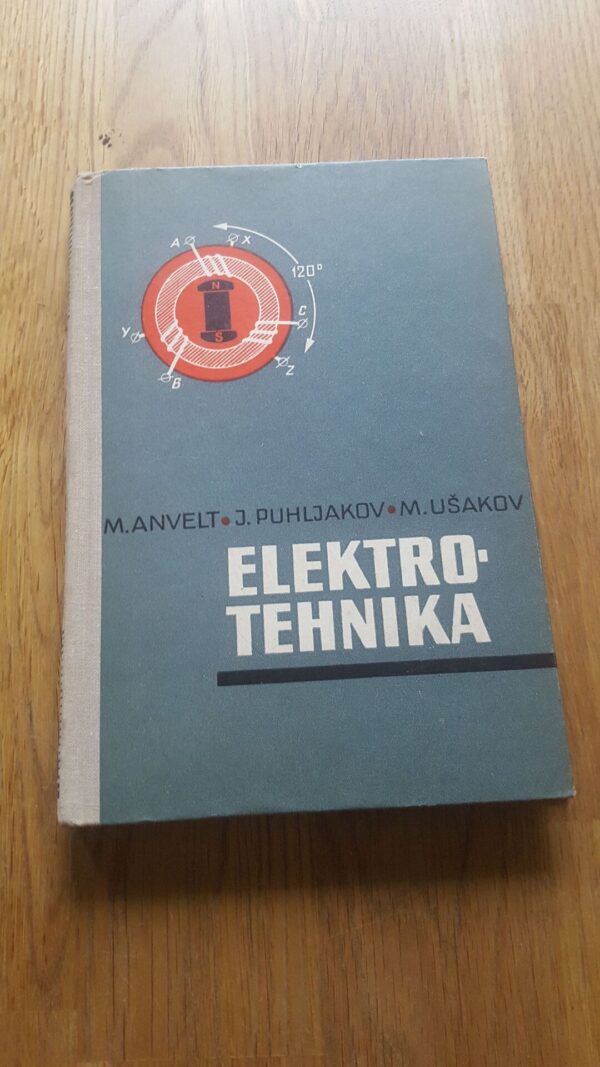 A X
120°
N
C
Y
S
Z
B
M. ANVELT • J. PUHLJAKOV • M. UŠAKOV
ELEKTRO-
TEHNIKA